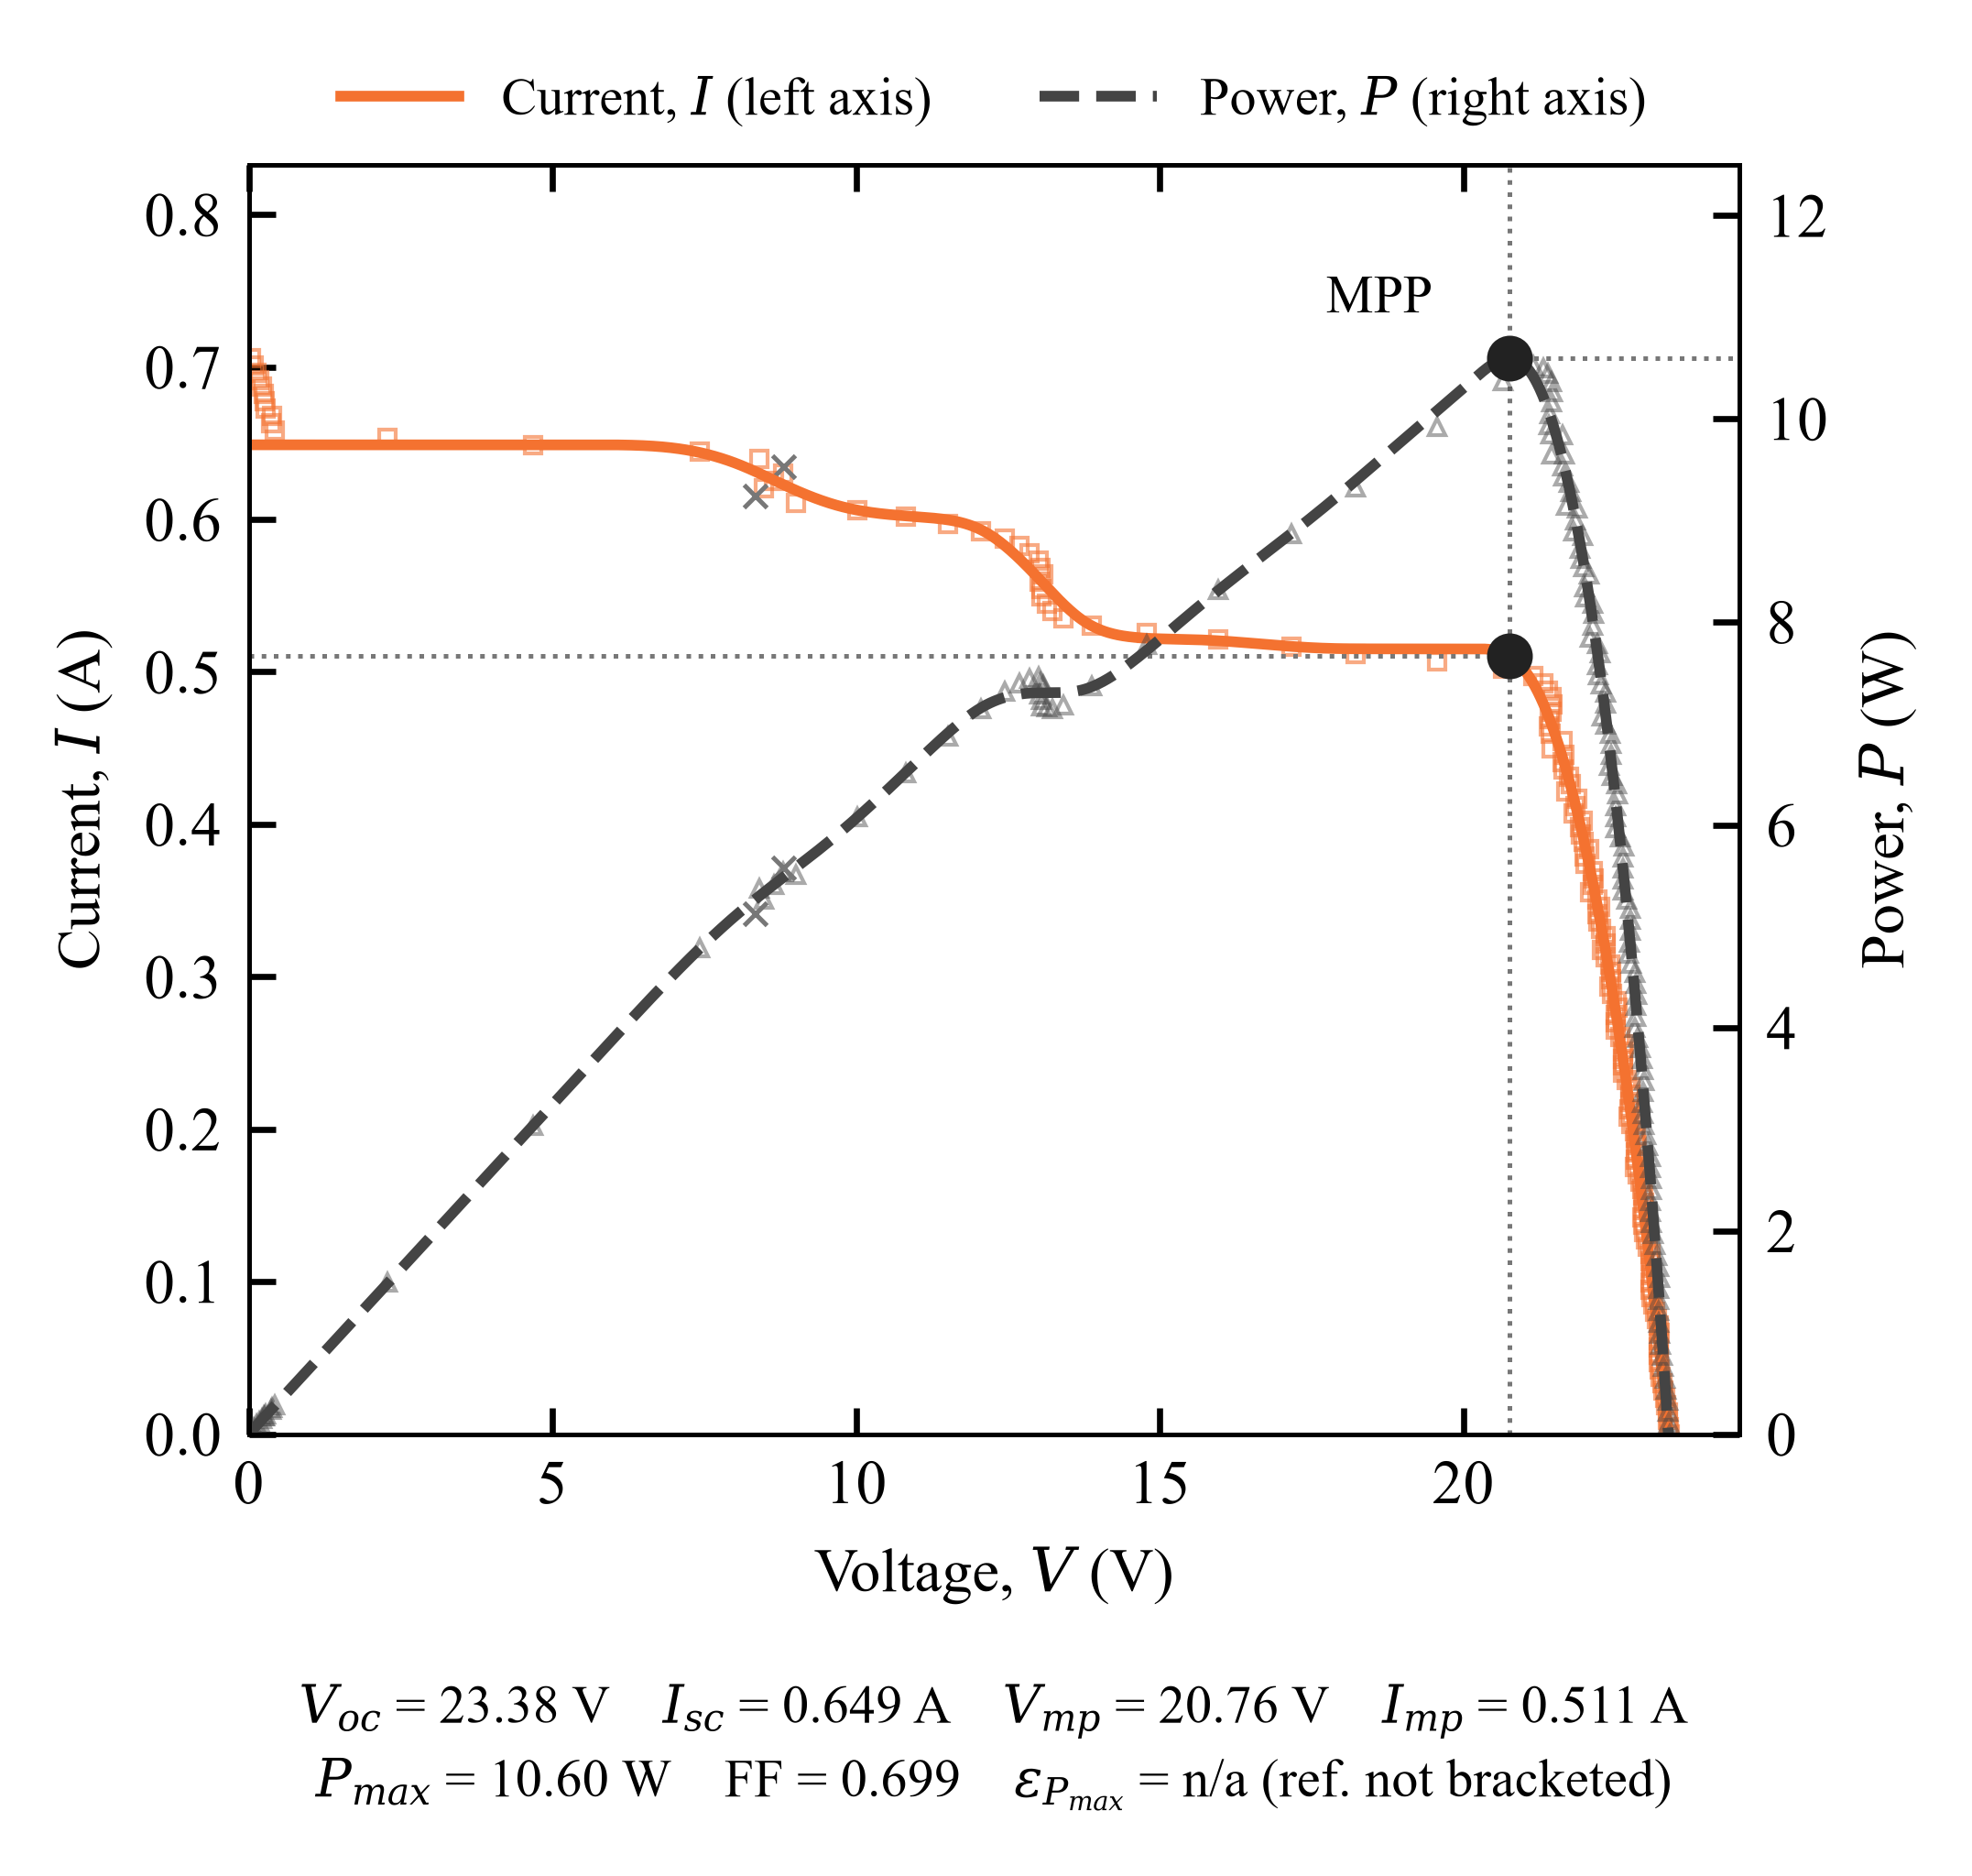 Current, I (left axis) Power, P (right axis)
MPP
0.8
0.7
0.6
0.5
0.4
0.3
0.2
0.1
0.0
Current, I (A)
12
10
8
6
4
2
0
Power, P (W)
0 5 10 15 20
Voltage, V (V)
V_oc = 23.38 V I_sc = 0.649 A V_mp = 20.76 V I_mp = 0.511 A
P_max = 10.60 W FF = 0.699 ε_P_max = n/a (ref. not bracketed)